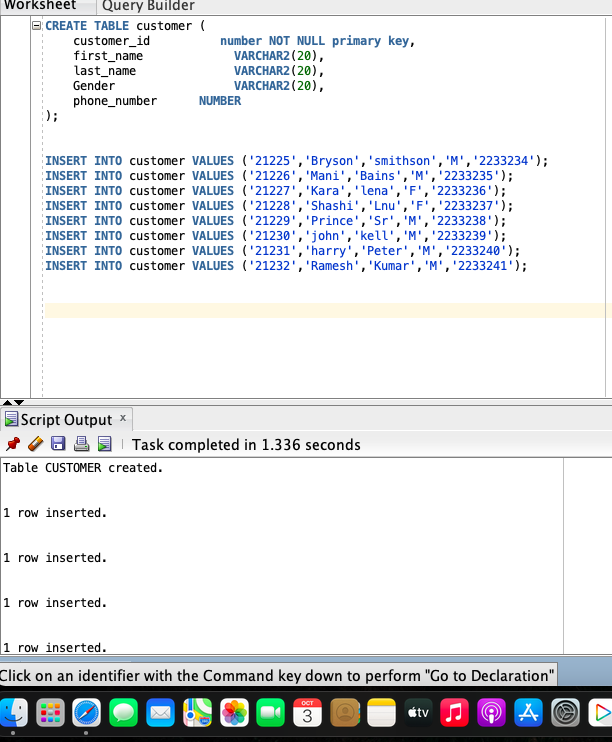 Worksheet Query Builder
CREATE TABLE customer (
customer_id number NOT NULL primary key,
first_name VARCHAR2(20),
last_name VARCHAR2(20),
Gender VARCHAR2(20),
phone_number NUMBER
);
INSERT INTO customer VALUES ('21225','Bryson','smithson','M','2233234');
INSERT INTO customer VALUES ('21226','Mani','Bains','M','2233235');
INSERT INTO customer VALUES ('21227','Kara','lena','F','2233236');
INSERT INTO customer VALUES ('21228','Shashi','Lnu','F','2233237');
INSERT INTO customer VALUES ('21229','Prince','Sr','M','2233238');
INSERT INTO customer VALUES ('21230','john','kell','M','2233239');
INSERT INTO customer VALUES ('21231','harry','Peter','M','2233240');
INSERT INTO customer VALUES ('21232','Ramesh','Kumar','M','2233241');
Script Output x
Task completed in 1.336 seconds
Table CUSTOMER created.
1 row inserted.
1 row inserted.
1 row inserted.
1 row inserted.
Click on an identifier with the Command key down to perform "Go to Declaration"
OCT
3
tv